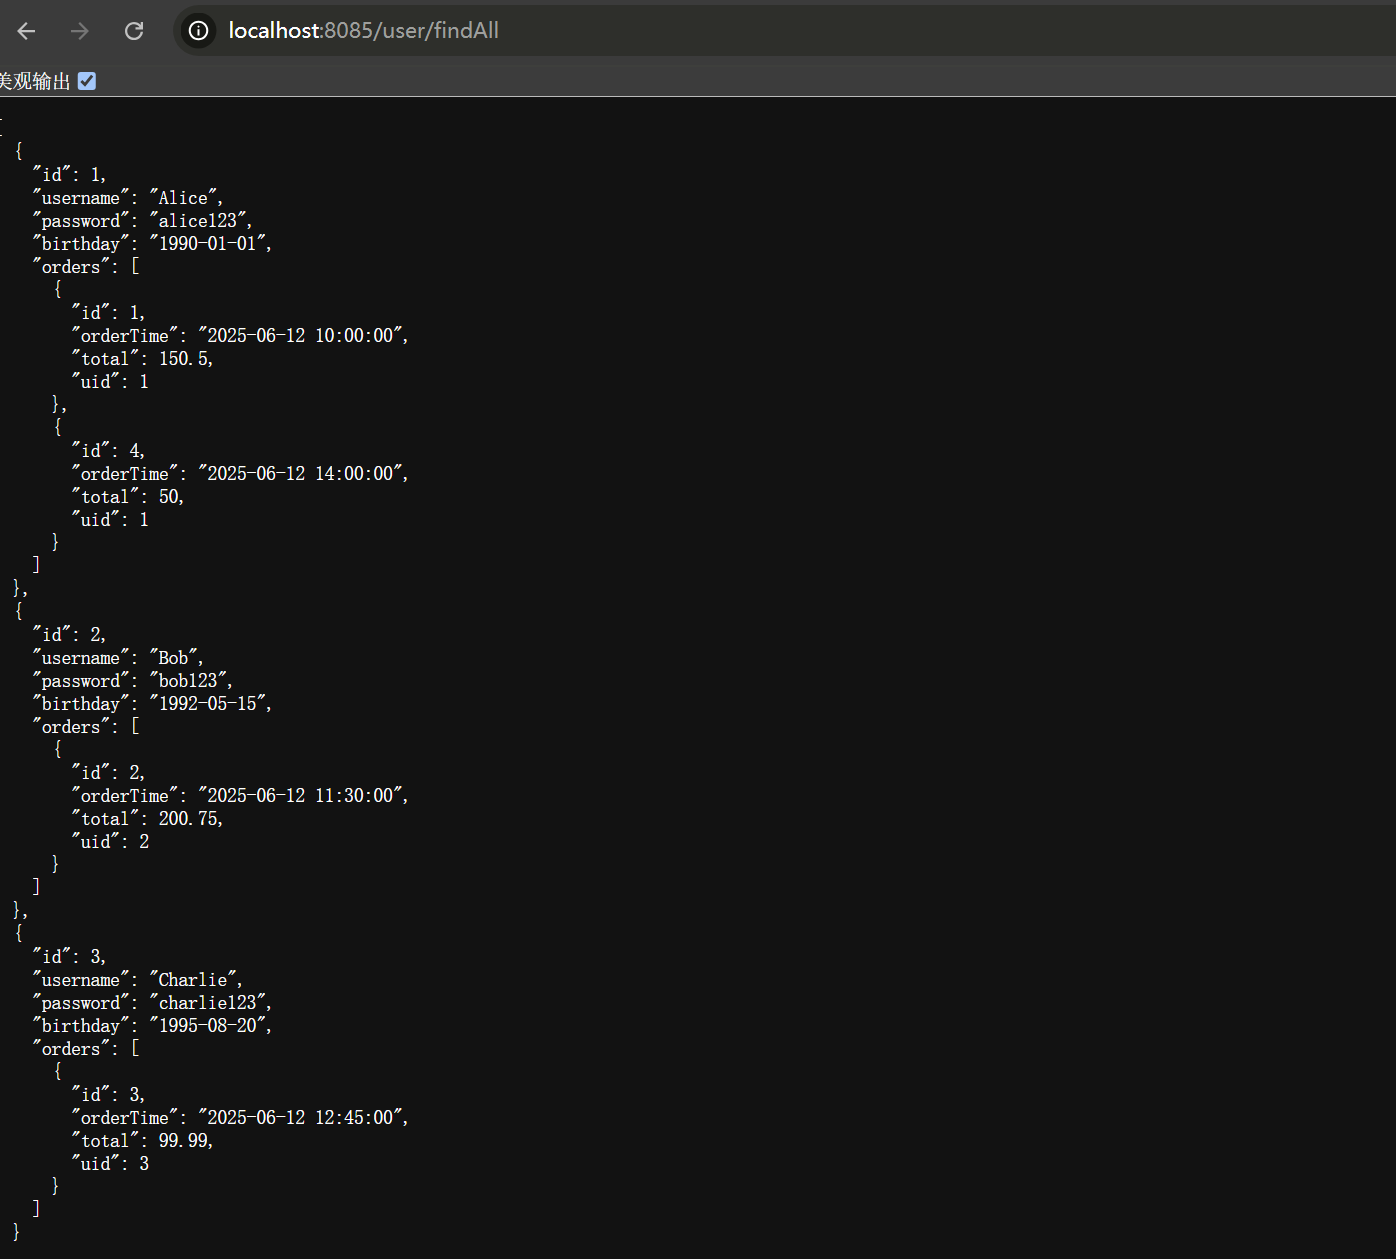 localhost:8085/user/findAll
美观输出
[
  {
    "id": 1,
    "username": "Alice",
    "password": "alice123",
    "birthday": "1990-01-01",
    "orders": [
      {
        "id": 1,
        "orderTime": "2025-06-12 10:00:00",
        "total": 150.5,
        "uid": 1
      },
      {
        "id": 4,
        "orderTime": "2025-06-12 14:00:00",
        "total": 50,
        "uid": 1
      }
    ]
  },
  {
    "id": 2,
    "username": "Bob",
    "password": "bob123",
    "birthday": "1992-05-15",
    "orders": [
      {
        "id": 2,
        "orderTime": "2025-06-12 11:30:00",
        "total": 200.75,
        "uid": 2
      }
    ]
  },
  {
    "id": 3,
    "username": "Charlie",
    "password": "charlie123",
    "birthday": "1995-08-20",
    "orders": [
      {
        "id": 3,
        "orderTime": "2025-06-12 12:45:00",
        "total": 99.99,
        "uid": 3
      }
    ]
  }